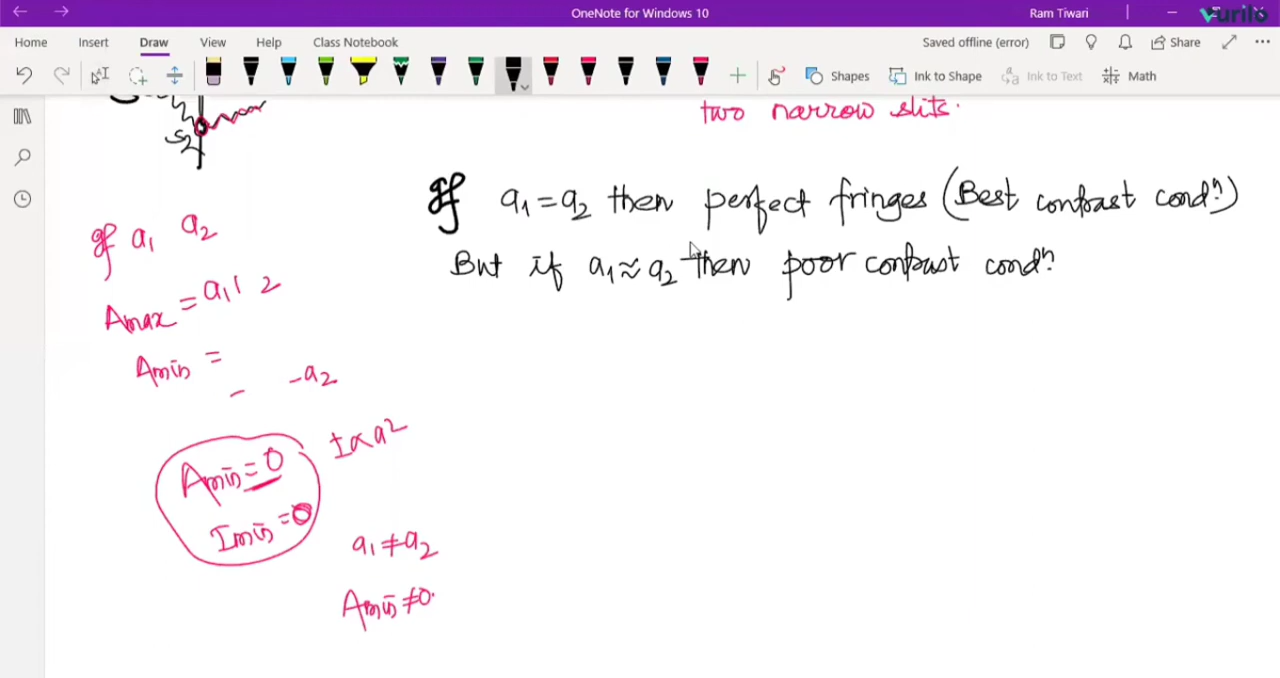 OneNote for Windows 10
Ram Tiwari
Vurilo
Home Insert Draw View Help Class Notebook
Saved offline (error) Share
Shapes Ink to Shape Ink to Text Math
two narrow slits.
S2
If a1 = a2 then perfect fringes (Best contrast condⁿ)
But if a1 ≈ a2 then poor contrast condⁿ
If a1 a2
Amax = a1 2
Amin =
- -a2
I∝a²
Amin = 0
Imin = 0
a1 ≠ a2
Amin ≠ 0.